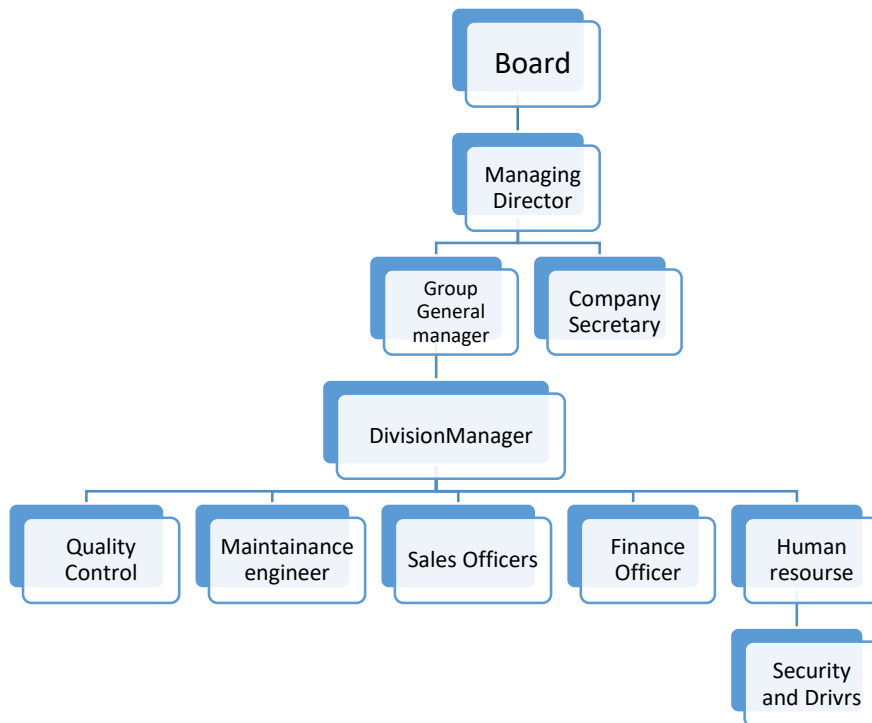 Board
Managing
Director
Group
General
manager
Company
Secretary
DivisionManager
Quality
Control
Maintainance
engineer
Sales Officers
Finance
Officer
Human
resourse
Security
and Drivrs